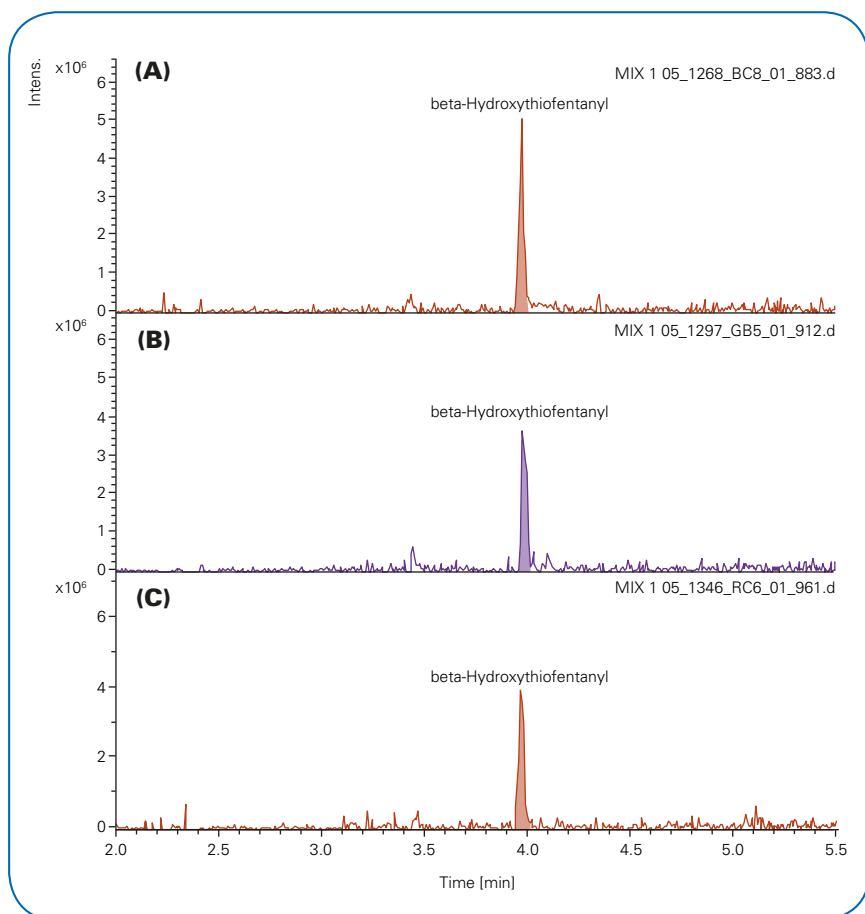 Intens.
x10⁶
(A)
MIX 1 05_1268_BC8_01_883.d
beta-Hydroxythiofentanyl
6
5
4
3
2
1
0
x10⁶
(B)
MIX 1 05_1297_GB5_01_912.d
beta-Hydroxythiofentanyl
6
5
4
3
2
1
0
x10⁶
(C)
MIX 1 05_1346_RC6_01_961.d
beta-Hydroxythiofentanyl
6
4
2
0
2.0 2.5 3.0 3.5 4.0 4.5 5.0 5.5
Time [min]